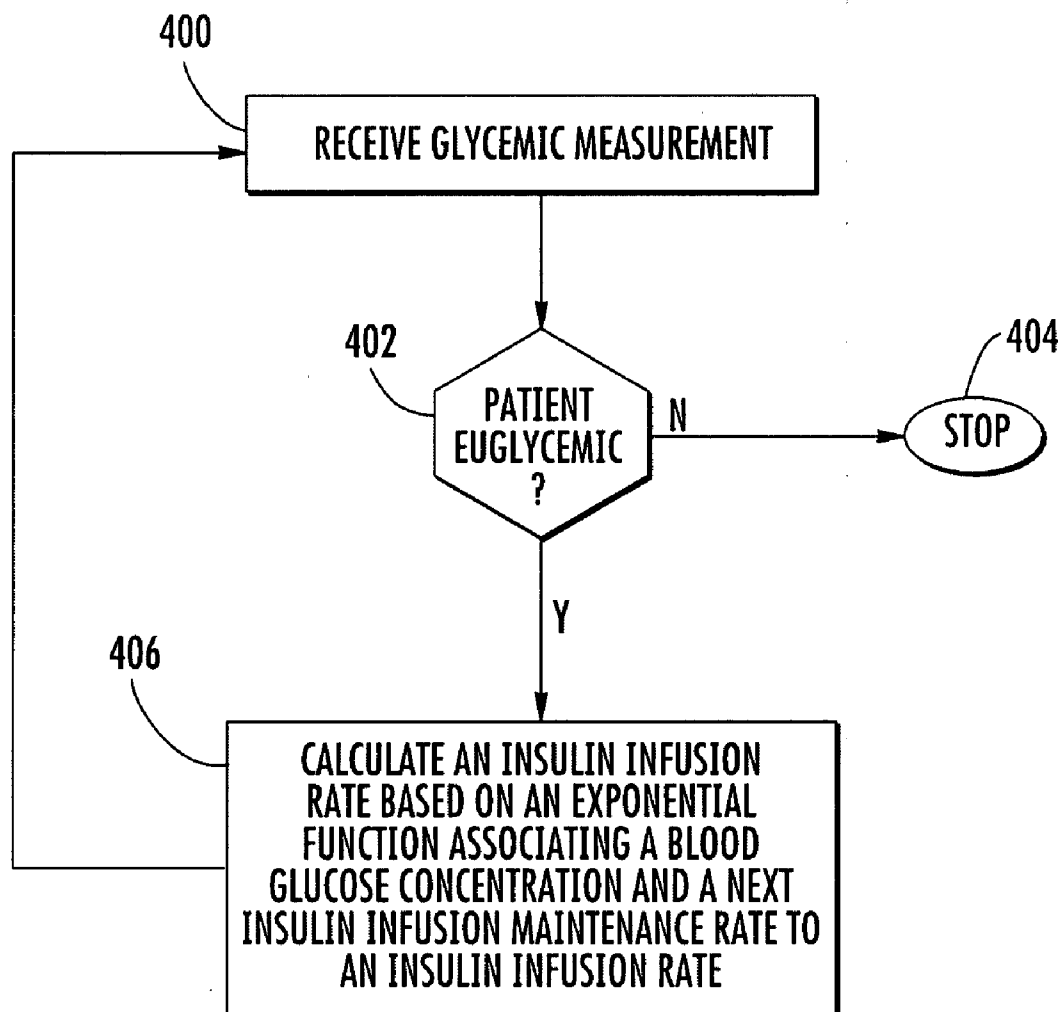 400
RECEIVE GLYCEMIC MEASUREMENT
402
PATIENT
EUGLYCEMIC
?
N
404
STOP
Y
406
CALCULATE AN INSULIN INFUSION
RATE BASED ON AN EXPONENTIAL
FUNCTION ASSOCIATING A BLOOD
GLUCOSE CONCENTRATION AND A NEXT
INSULIN INFUSION MAINTENANCE RATE TO
AN INSULIN INFUSION RATE